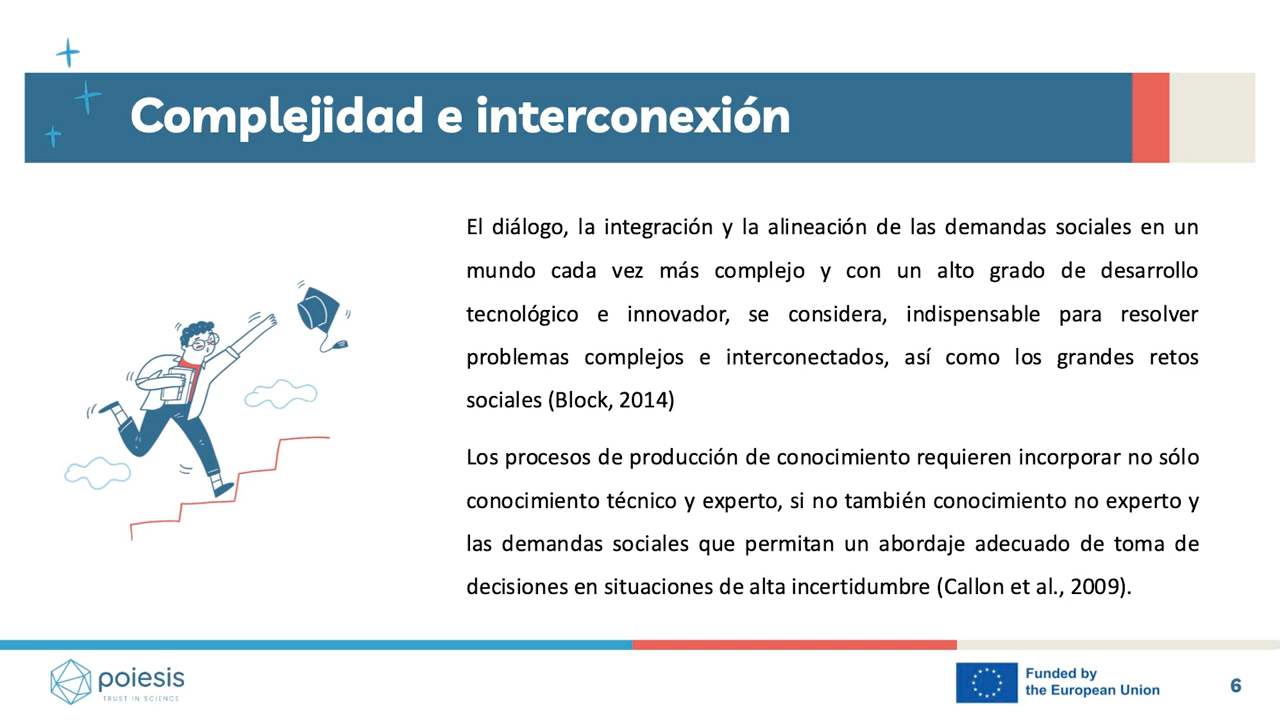 Complejidad e interconexión
El diálogo, la integración y la alineación de las demandas sociales en un
mundo cada vez más complejo y con un alto grado de desarrollo
tecnológico e innovador, se considera, indispensable para resolver
problemas complejos e interconectados, así como los grandes retos
sociales (Block, 2014)
Los procesos de producción de conocimiento requieren incorporar no sólo
conocimiento técnico y experto, si no también conocimiento no experto y
las demandas sociales que permitan un abordaje adecuado de toma de
decisiones en situaciones de alta incertidumbre (Callon et al., 2009).
poiesis
TRUST IN SCIENCE
Funded by
the European Union
6